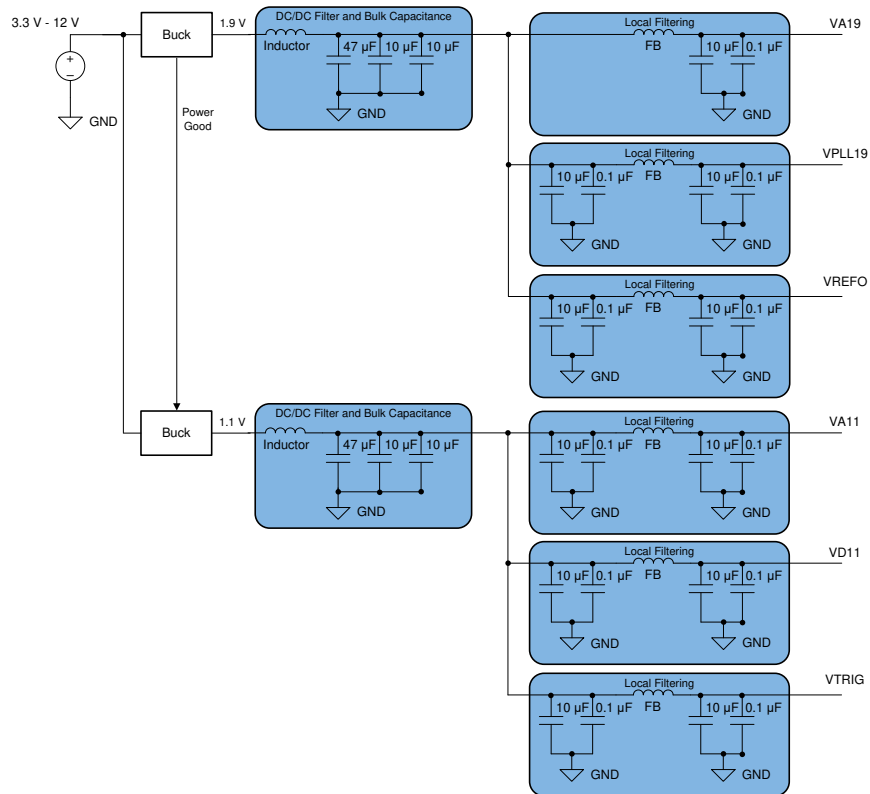 3.3 V - 12 V
Buck
1.9 V
DC/DC Filter and Bulk Capacitance
Inductor
47 µF
10 µF
10 µF
GND
Local Filtering
FB
10 µF
0.1 µF
GND
VA19
+
−
GND
Power
Good
Local Filtering
10 µF
0.1 µF
FB
10 µF
0.1 µF
GND
GND
VPLL19
Local Filtering
10 µF
0.1 µF
FB
10 µF
0.1 µF
GND
GND
VREFO
Buck
1.1 V
DC/DC Filter and Bulk Capacitance
Inductor
47 µF
10 µF
10 µF
GND
Local Filtering
10 µF
0.1 µF
FB
10 µF
0.1 µF
GND
GND
VA11
Local Filtering
10 µF
0.1 µF
FB
10 µF
0.1 µF
GND
GND
VD11
Local Filtering
10 µF
0.1 µF
FB
10 µF
0.1 µF
GND
GND
VTRIG